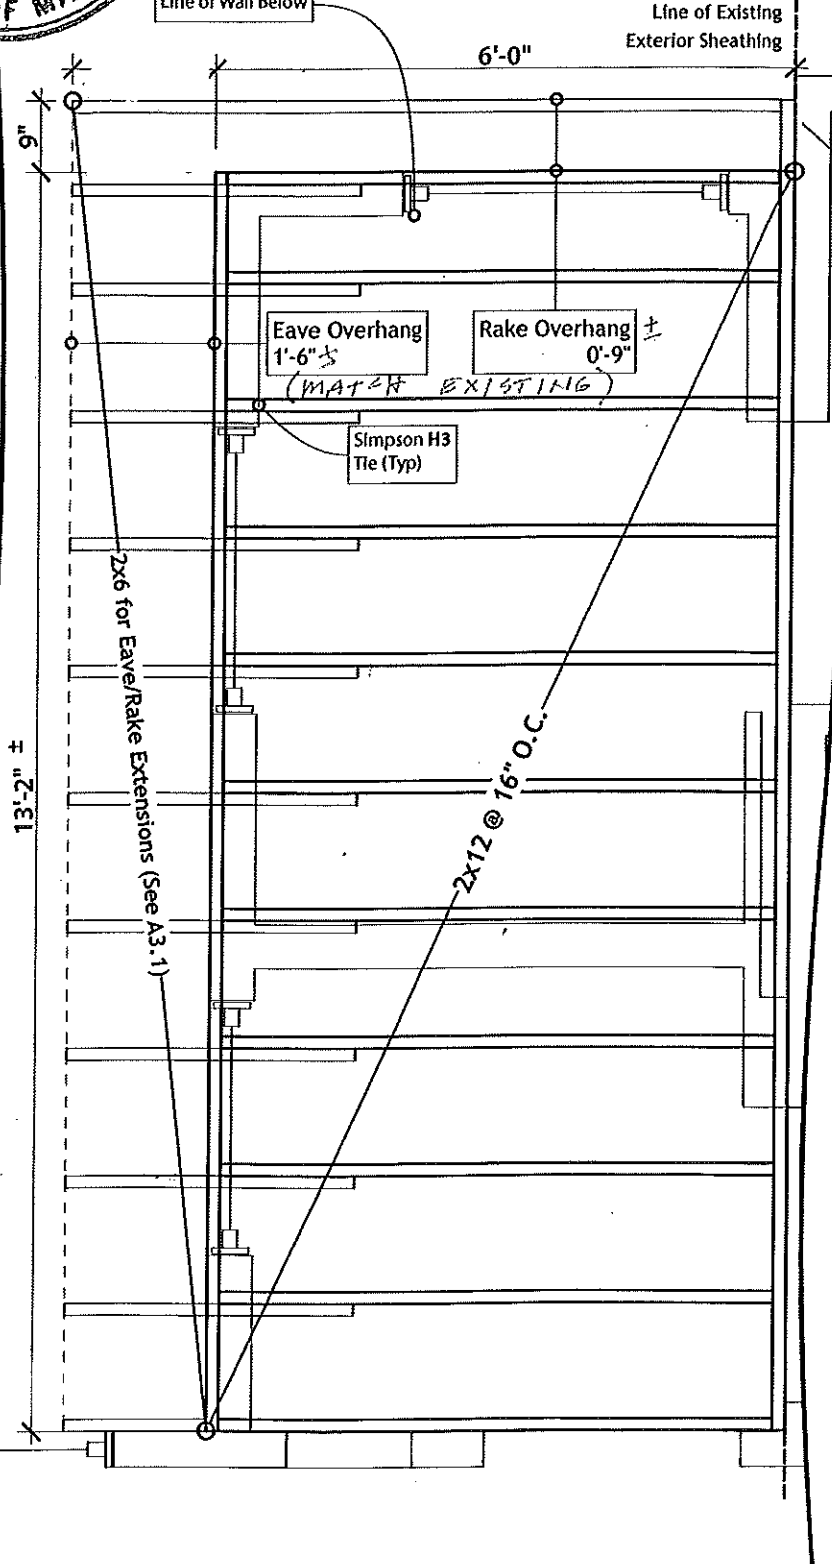 Line of Wall Below
Line of Existing
Exterior Sheathing
6'-0"
9"
Eave Overhang
1'-6" ±
Rake Overhang ±
0'-9"
(MATCH EXISTING)
Simpson H3
Tie (Typ)
2x6 for Eave/Rake Extensions (See A3.1)
2x12 @ 16" O.C.
13'-2" ±